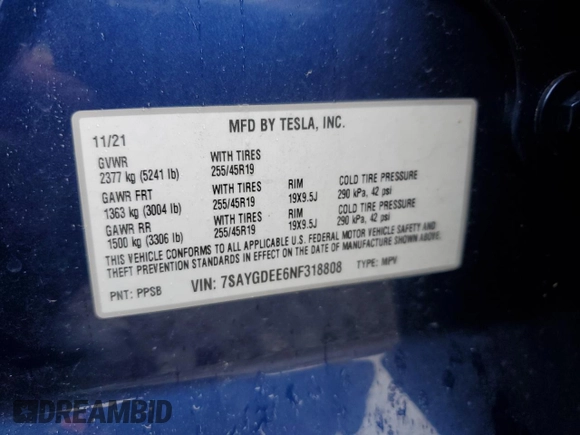 MFD BY TESLA, INC.
11/21
GVWR
2377 kg (5241 lb)
WITH TIRES
255/45R19
GAWR FRT
1363 kg (3004 lb)
WITH TIRES
255/45R19
RIM
19X9.5J
COLD TIRE PRESSURE
290 kPa, 42 psi
GAWR RR
1500 kg (3306 lb)
WITH TIRES
255/45R19
RIM
19X9.5J
COLD TIRE PRESSURE
290 kPa, 42 psi
THIS VEHICLE CONFORMS TO ALL APPLICABLE U.S. FEDERAL MOTOR VEHICLE SAFETY AND
THEFT PREVENTION STANDARDS IN EFFECT ON THE DATE OF MANUFACTURE SHOWN ABOVE.
PNT: PPSB
VIN: 7SAYGDEE6NF318808
TYPE: MPV
DREAMBID